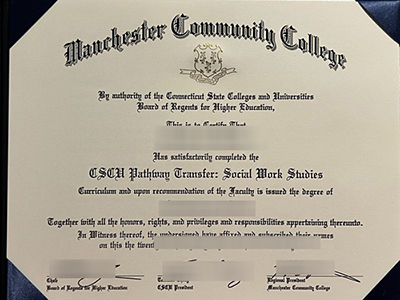 Manchester Community College
By authority of the Connecticut State Colleges and Universities
Board of Regents for Higher Education,
This is to Certify That
Has satisfactorily completed the
CSCU Pathway Transfer: Social Work Studies
Curriculum and upon recommendation of the Faculty is issued the degree of
Together with all the honors, rights, and privileges and responsibilities appertaining thereunto.
In Witness thereof, the undersigned have affixed and subscribed their names
on this the
Board of Regents for Higher Education
CSCU President
Regional President
Manchester Community College